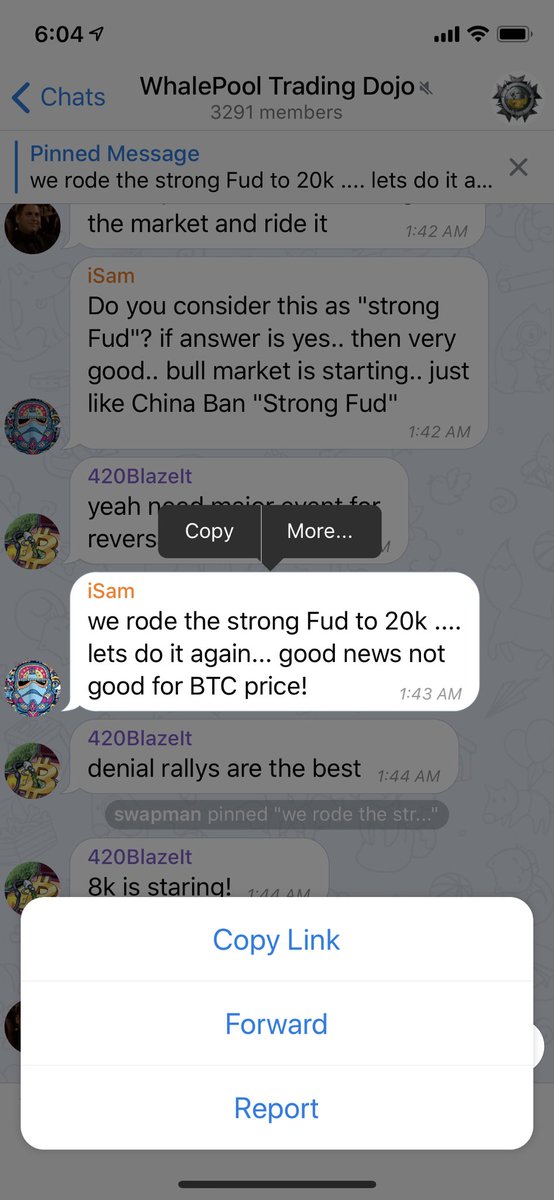 6:04
Chats
WhalePool Trading Dojo
3291 members
Pinned Message
we rode the strong Fud to 20k .... lets do it a...
the market and ride it
1:42 AM
iSam
Do you consider this as "strong
Fud"? if answer is yes.. then very
good.. bull market is starting.. just
like China Ban "Strong Fud"
1:42 AM
420BlazeIt
yeah need major event for
revers
Copy
More...
iSam
we rode the strong Fud to 20k ....
lets do it again... good news not
good for BTC price!
1:43 AM
420BlazeIt
denial rallys are the best
1:44 AM
swapman pinned "we rode the str..."
420BlazeIt
8k is staring!
1:44 AM
Copy Link
Forward
Report